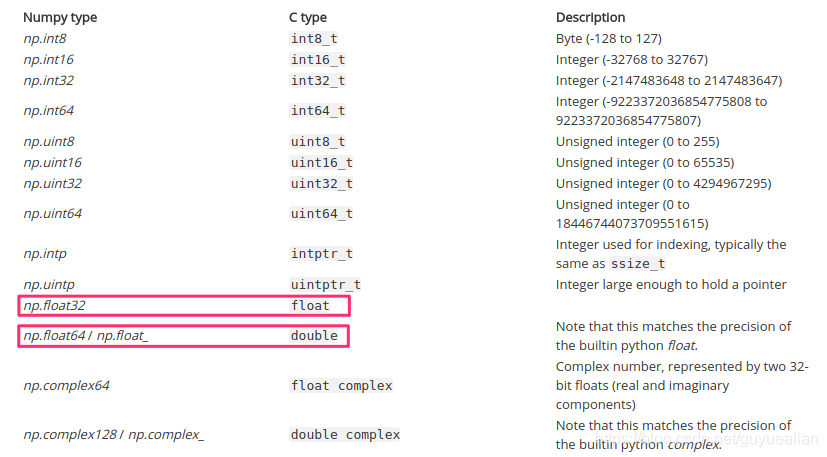 Numpy type C type Description
np.int8 int8_t Byte (-128 to 127)
np.int16 int16_t Integer (-32768 to 32767)
np.int32 int32_t Integer (-2147483648 to 2147483647)
np.int64 int64_t Integer (-9223372036854775808 to
9223372036854775807)
np.uint8 uint8_t Unsigned integer (0 to 255)
np.uint16 uint16_t Unsigned integer (0 to 65535)
np.uint32 uint32_t Unsigned integer (0 to 4294967295)
np.uint64 uint64_t Unsigned integer (0 to
18446744073709551615)
np.intp intptr_t Integer used for indexing, typically the
same as ssize_t
np.uintp uintptr_t Integer large enough to hold a pointer
np.float32 float
np.float64 / np.float_ double Note that this matches the precision of
the builtin python float.
np.complex64 float complex Complex number, represented by two 32-
bit floats (real and imaginary
components)
np.complex128 / np.complex_ double complex Note that this matches the precision of
the builtin python complex.
https://blog.csdn.net/guyuealian